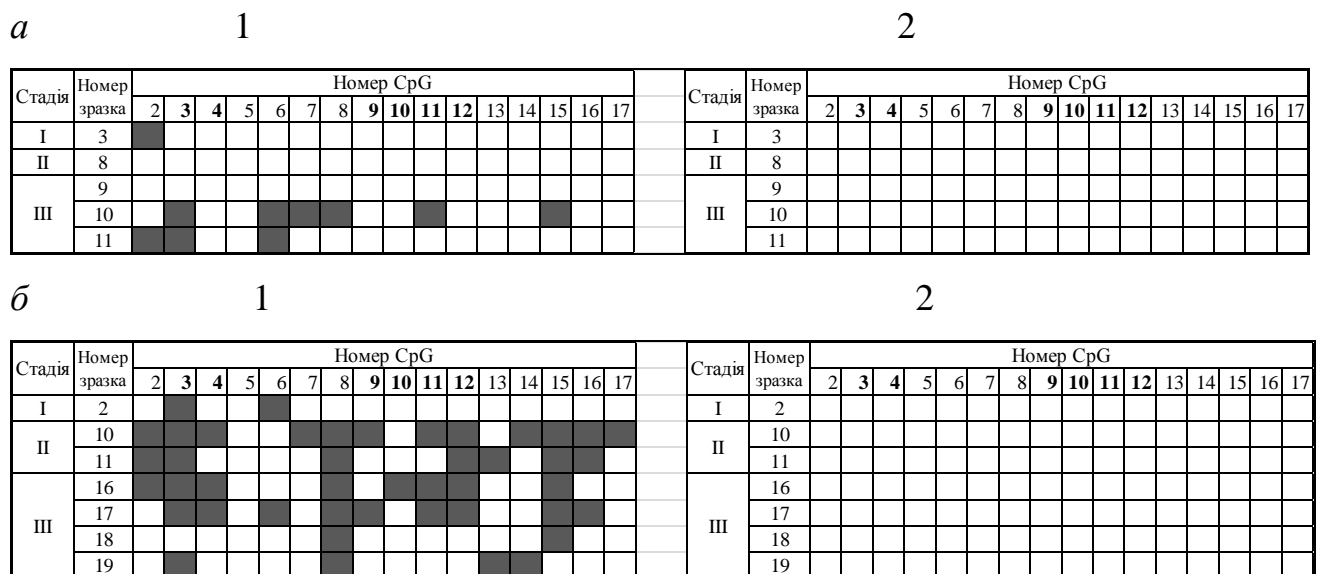 а 1 2
Стадія Номер зразка Номер CpG Стадія Номер зразка Номер CpG
2 3 4 5 6 7 8 9 10 11 12 13 14 15 16 17 2 3 4 5 6 7 8 9 10 11 12 13 14 15 16 17
I 3 I 3
II 8 II 8
9 9
III 10 III 10
11 11
б 1 2
Стадія Номер зразка Номер CpG Стадія Номер зразка Номер CpG
2 3 4 5 6 7 8 9 10 11 12 13 14 15 16 17 2 3 4 5 6 7 8 9 10 11 12 13 14 15 16 17
I 2 I 2
II 10 II 10
11 11
16 16
III 17 III 17
18 18
19 19